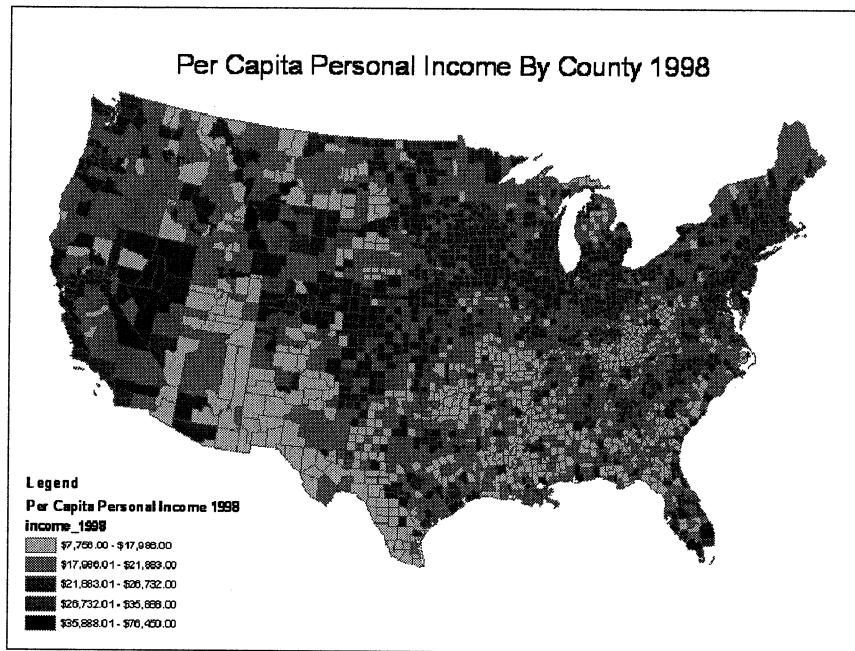 Per Capita Personal Income By County 1998
Legend
Per Capita Personal Income 1998
income_1998
$7,756.00 - $17,986.00
$17,986.01 - $21,883.00
$21,883.01 - $26,732.00
$26,732.01 - $35,888.00
$35,888.01 - $76,450.00